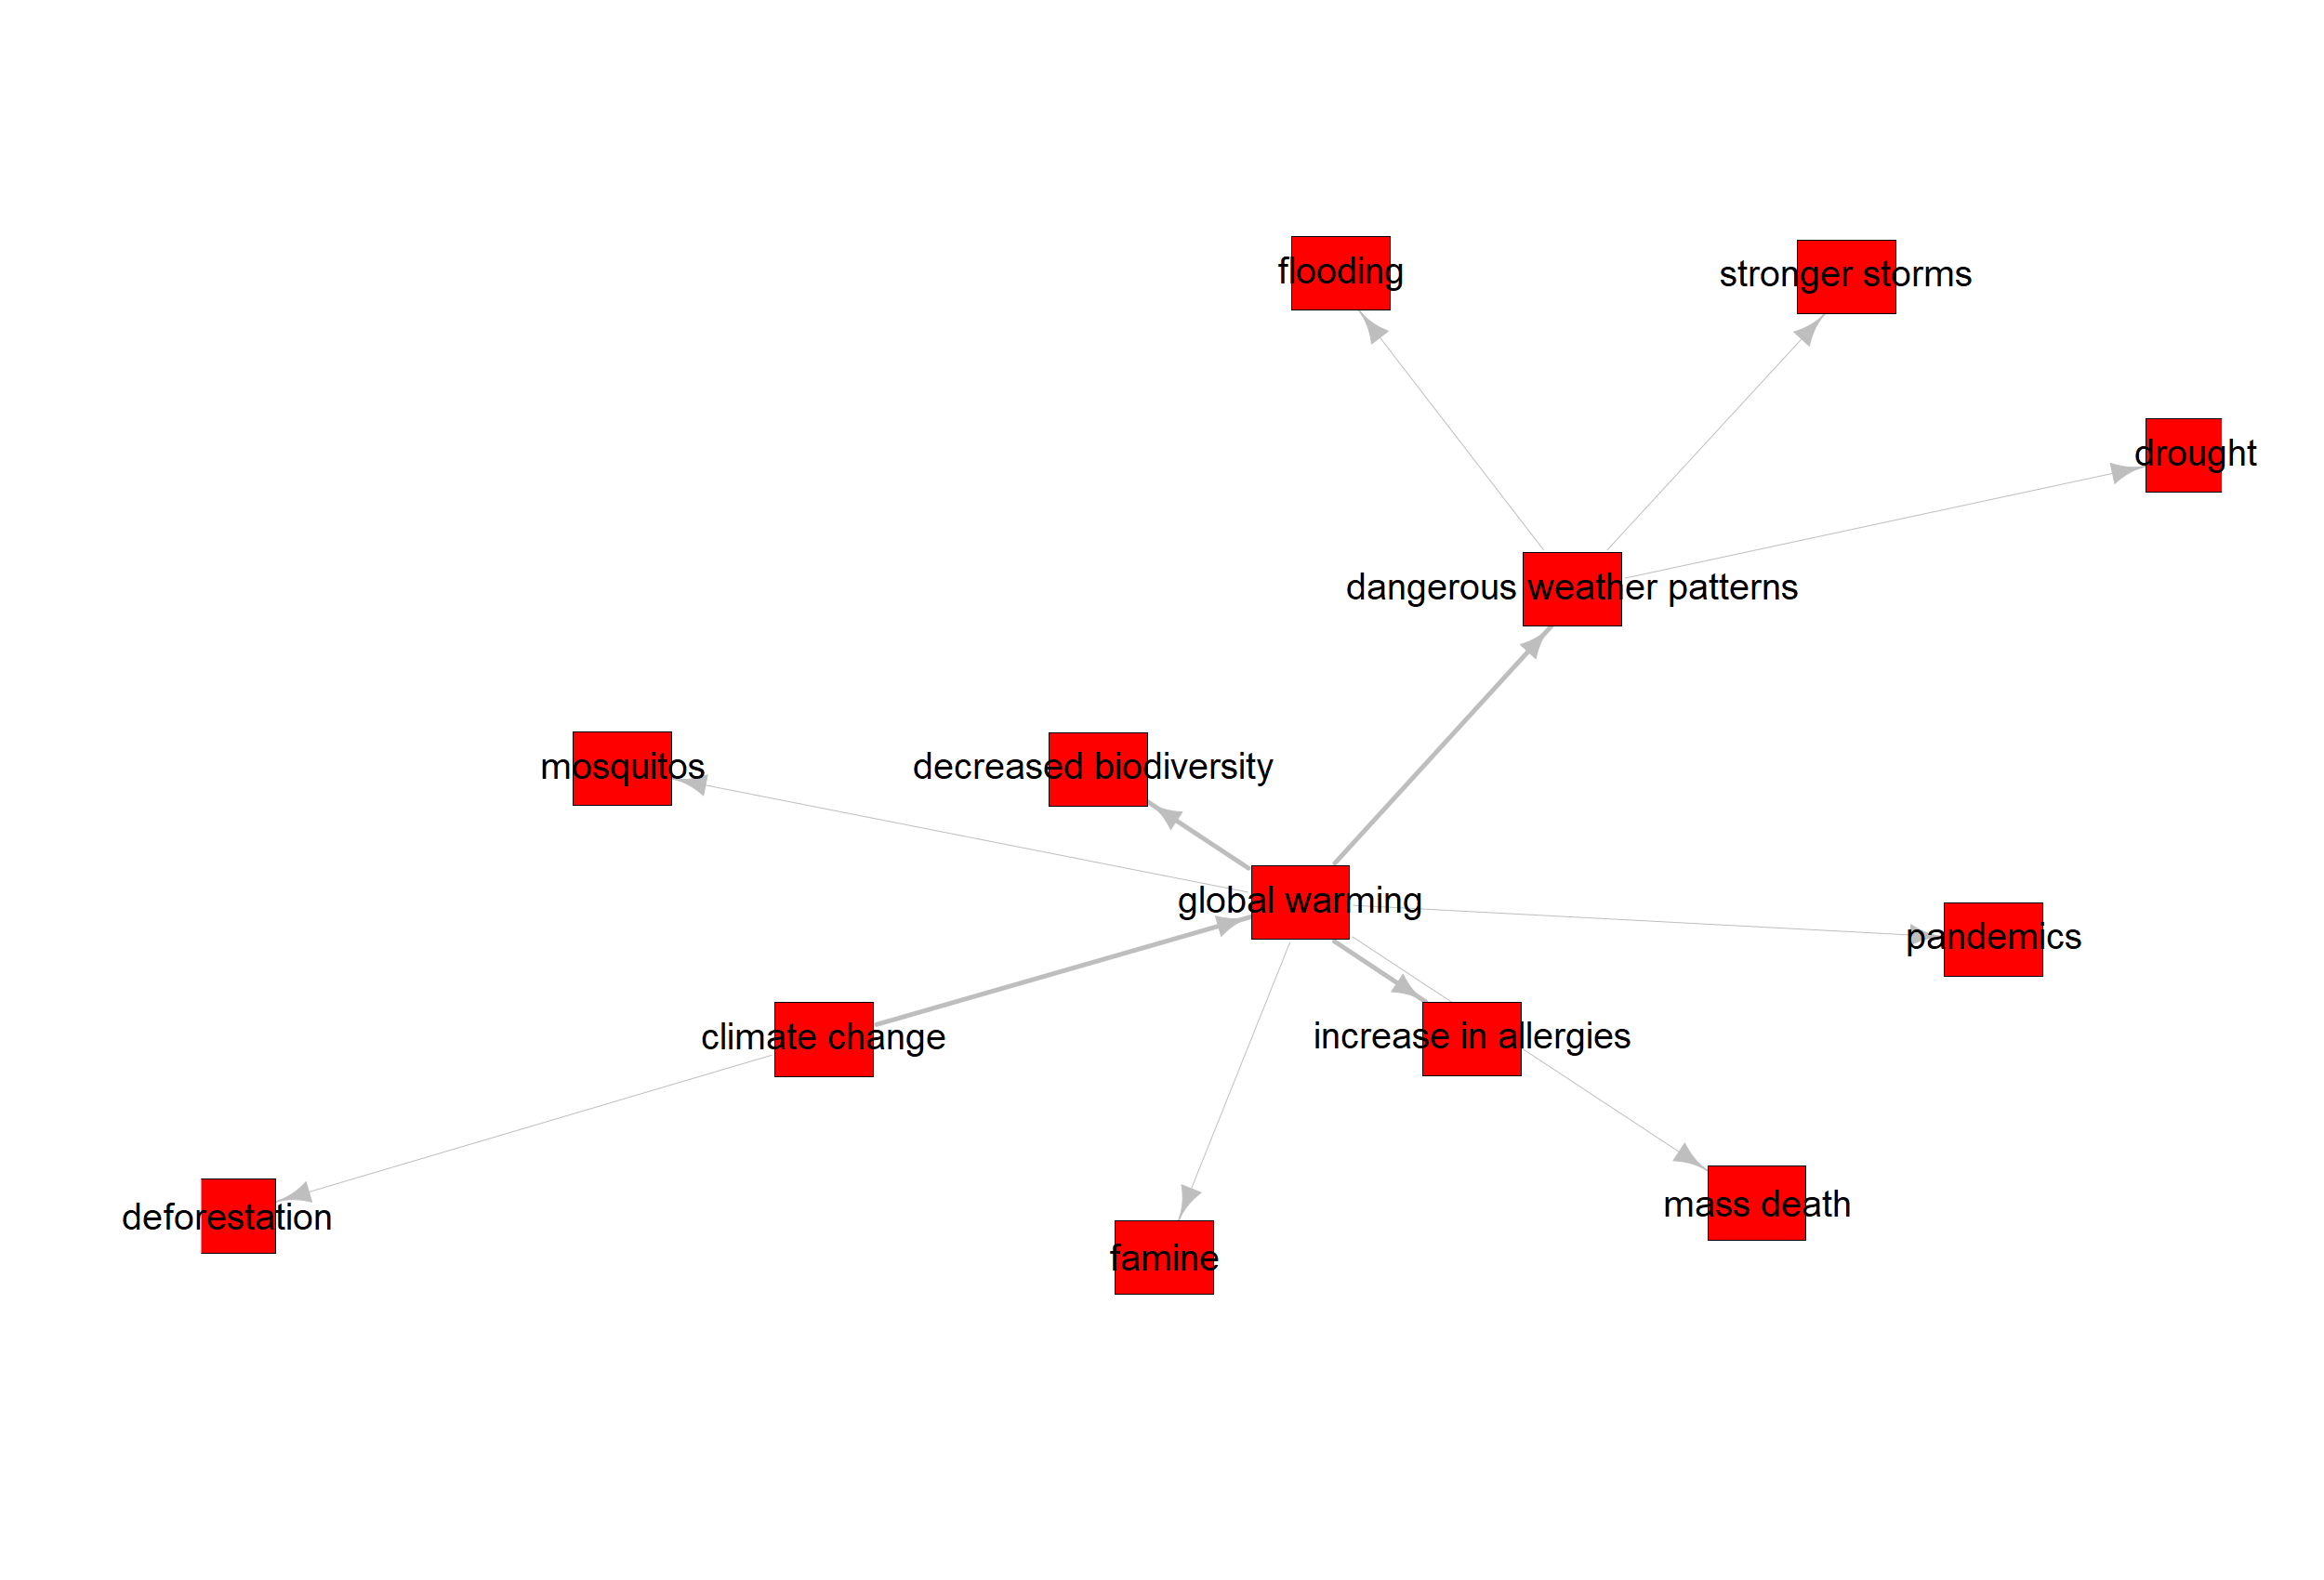 flooding
stronger storms
drought
dangerous weather patterns
mosquitos
decreased biodiversity
global warming
pandemics
climate change
increase in allergies
mass death
deforestation
famine